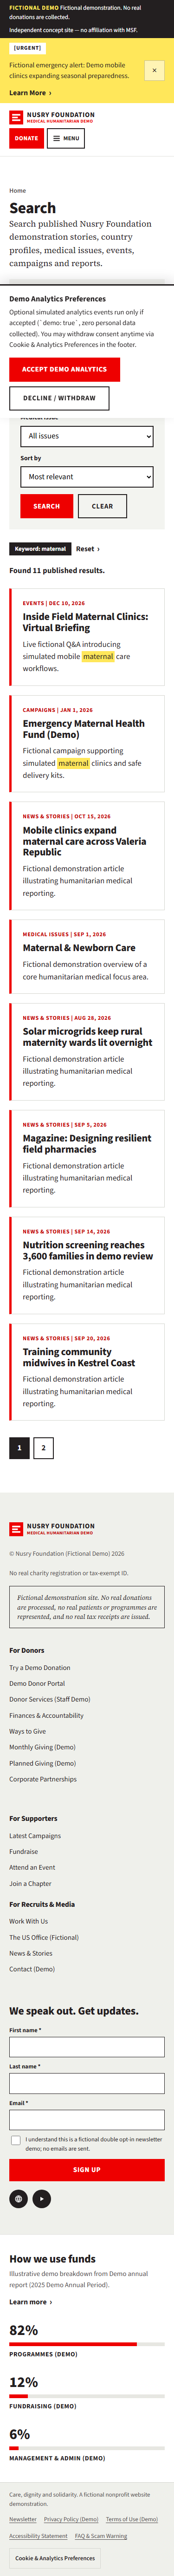 FICTIONAL DEMO Fictional demonstration. No real
donations are collected.
Independent concept site — no affiliation with MSF.
[URGENT]
Fictional emergency alert: Demo mobile
clinics expanding seasonal preparedness.
×
Learn More ›
NUSRY FOUNDATION
MEDICAL HUMANITARIAN DEMO
DONATE
MENU
Home
Search
Search published Nusry Foundation
demonstration stories, country
profiles, medical issues, events,
campaigns and reports.
Demo Analytics Preferences
Optional simulated analytics events run only if
accepted (`demo: true`, zero personal data
collected). You may withdraw consent anytime via
Cookie & Analytics Preferences in the footer.
ACCEPT DEMO ANALYTICS
DECLINE / WITHDRAW
Medical issue
All issues
Sort by
Most relevant
SEARCH
CLEAR
Keyword: maternal
Reset ›
Found 11 published results.
EVENTS | DEC 10, 2026
Inside Field Maternal Clinics:
Virtual Briefing
Live fictional Q&A introducing
simulated mobile maternal care
workflows.
CAMPAIGNS | JAN 1, 2026
Emergency Maternal Health
Fund (Demo)
Fictional campaign supporting
simulated maternal clinics and safe
delivery kits.
NEWS & STORIES | OCT 15, 2026
Mobile clinics expand
maternal care across Valeria
Republic
Fictional demonstration article
illustrating humanitarian medical
reporting.
MEDICAL ISSUES | SEP 1, 2026
Maternal & Newborn Care
Fictional demonstration overview of a
core humanitarian medical focus area.
NEWS & STORIES | AUG 28, 2026
Solar microgrids keep rural
maternity wards lit overnight
Fictional demonstration article
illustrating humanitarian medical
reporting.
NEWS & STORIES | SEP 5, 2026
Magazine: Designing resilient
field pharmacies
Fictional demonstration article
illustrating humanitarian medical
reporting.
NEWS & STORIES | SEP 14, 2026
Nutrition screening reaches
3,600 families in demo review
Fictional demonstration article
illustrating humanitarian medical
reporting.
NEWS & STORIES | SEP 20, 2026
Training community
midwives in Kestrel Coast
Fictional demonstration article
illustrating humanitarian medical
reporting.
1
2
NUSRY FOUNDATION
MEDICAL HUMANITARIAN DEMO
© Nusry Foundation (Fictional Demo) 2026
No real charity registration or tax-exempt ID.
Fictional demonstration site. No real donations
are processed, no real patients or programmes are
represented, and no real tax receipts are issued.
For Donors
Try a Demo Donation
Demo Donor Portal
Donor Services (Staff Demo)
Finances & Accountability
Ways to Give
Monthly Giving (Demo)
Planned Giving (Demo)
Corporate Partnerships
For Supporters
Latest Campaigns
Fundraise
Attend an Event
Join a Chapter
For Recruits & Media
Work With Us
The US Office (Fictional)
News & Stories
Contact (Demo)
We speak out. Get updates.
First name *
Last name *
Email *
I understand this is a fictional double opt-in newsletter
demo; no emails are sent.
SIGN UP
How we use funds
Illustrative demo breakdown from Demo annual
report (2025 Demo Annual Period).
Learn more ›
82%
PROGRAMMES (DEMO)
12%
FUNDRAISING (DEMO)
6%
MANAGEMENT & ADMIN (DEMO)
Care, dignity and solidarity. A fictional nonprofit website
demonstration.
Newsletter Privacy Policy (Demo) Terms of Use (Demo)
Accessibility Statement FAQ & Scam Warning
Cookie & Analytics Preferences